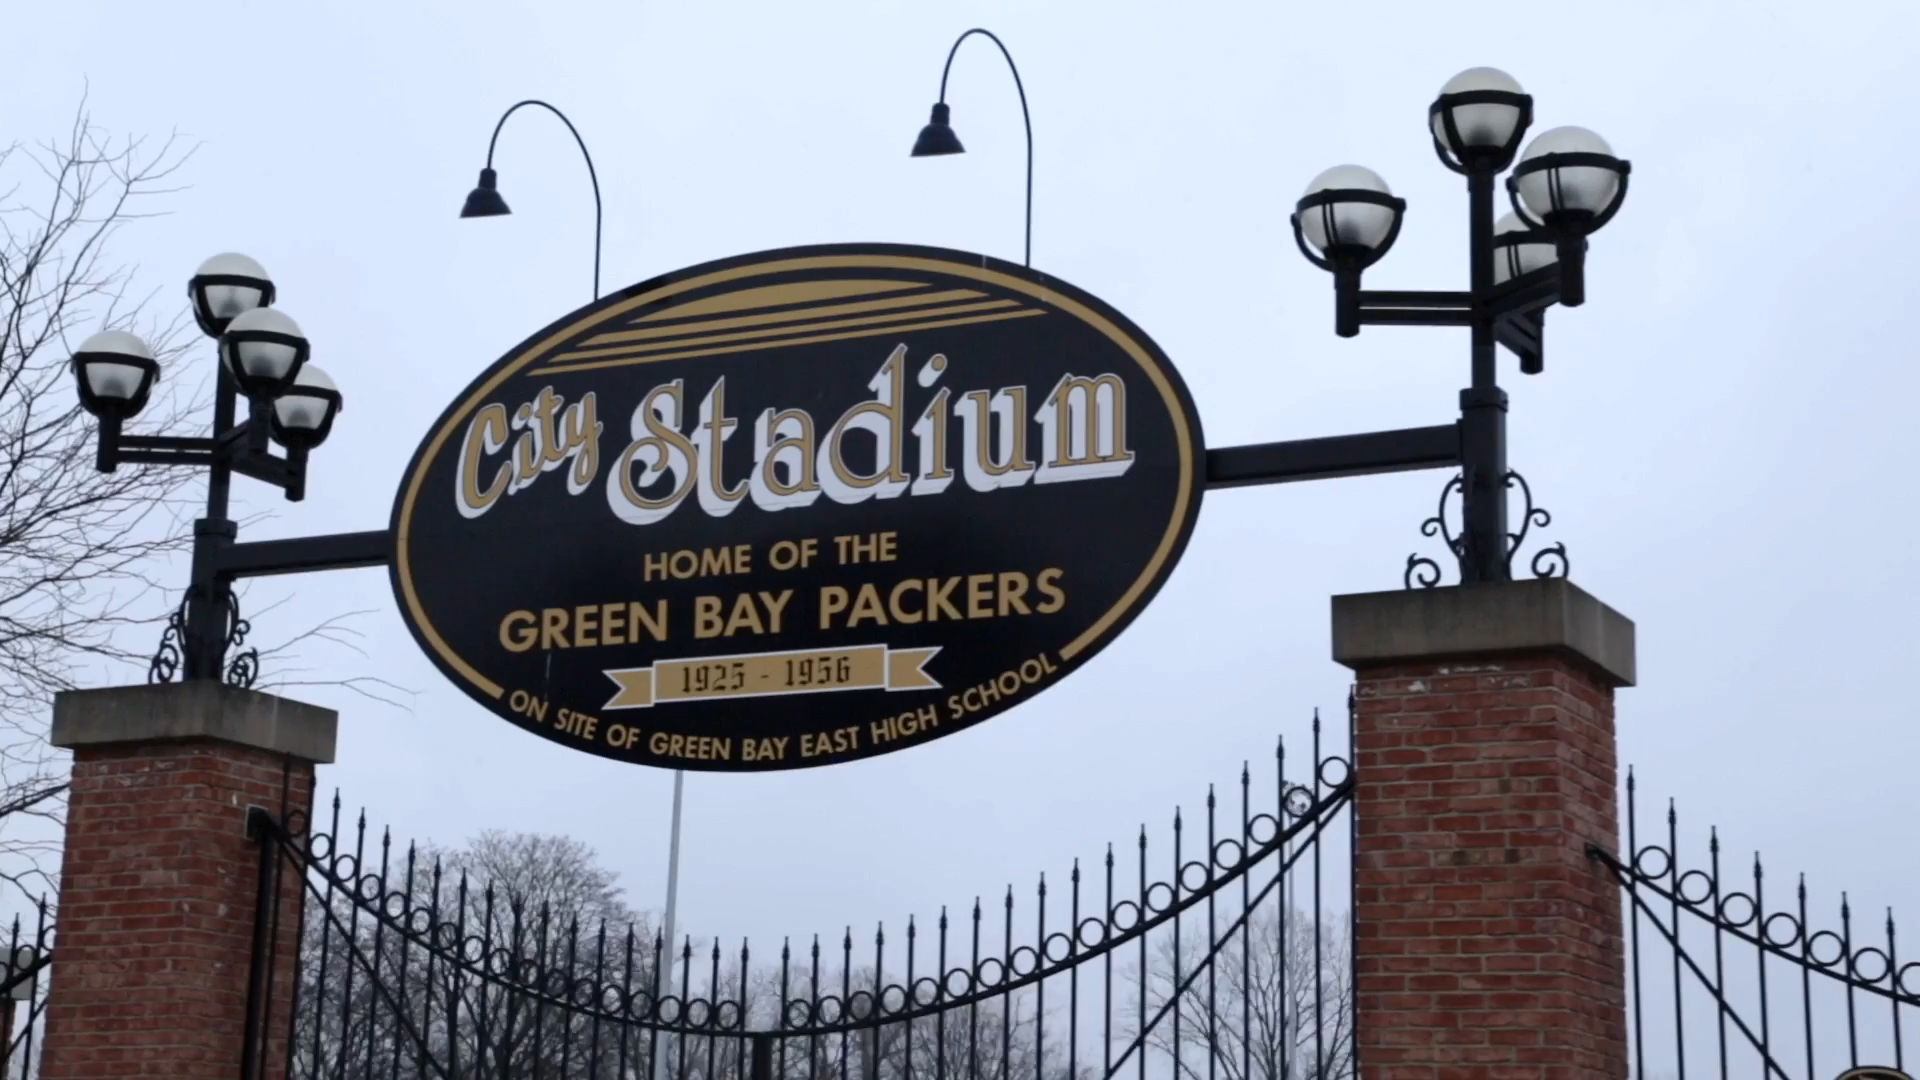 City Stadium
HOME OF THE
GREEN BAY PACKERS
1925 - 1956
ON SITE OF GREEN BAY EAST HIGH SCHOOL